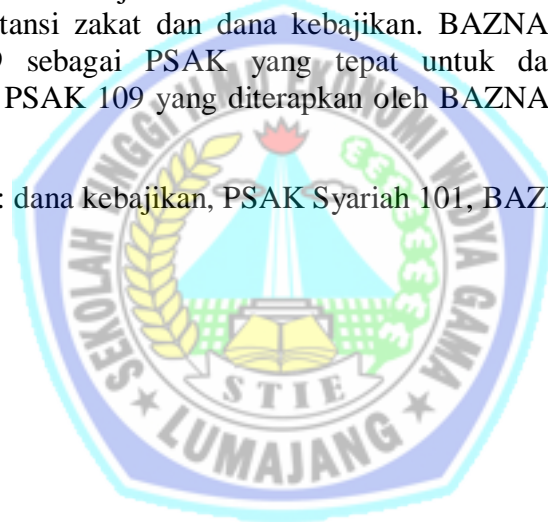 tansi zakat dan dana kebajikan. BAZNA
sebagai PSAK yang tepat untuk da
PSAK 109 yang diterapkan oleh BAZNA
: dana kebajikan, PSAK Syariah 101, BAZ
SEKOLAH TINGGI ILMU EKONOMI WIDYA GAMA
STIE
LUMAJANG